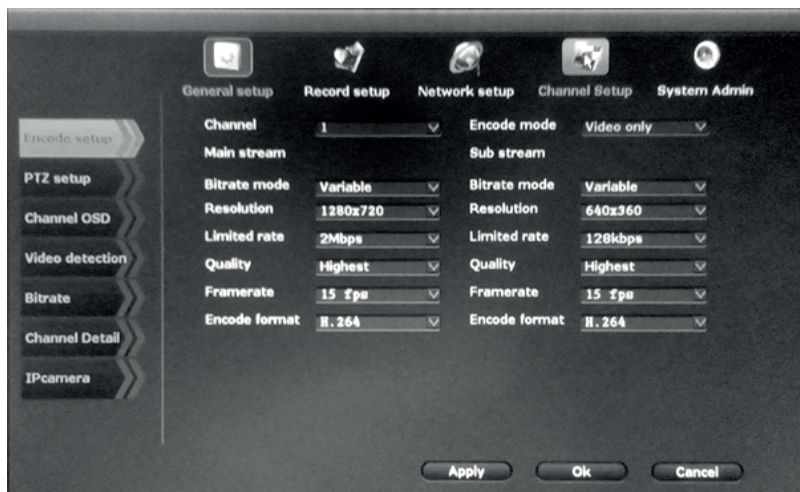 General setup Record setup Network setup Channel Setup System Admin
Encode setup
PTZ setup
Channel OSD
Video detection
Bitrate
Channel Detail
IPcamera
Channel 1 Encode mode Video only
Main stream Sub stream
Bitrate mode Variable Bitrate mode Variable
Resolution 1280x720 Resolution 640x360
Limited rate 2Mbps Limited rate 128kbps
Quality Highest Quality Highest
Framerate 15 fps Framerate 15 fps
Encode format H.264 Encode format H.264
Apply Ok Cancel